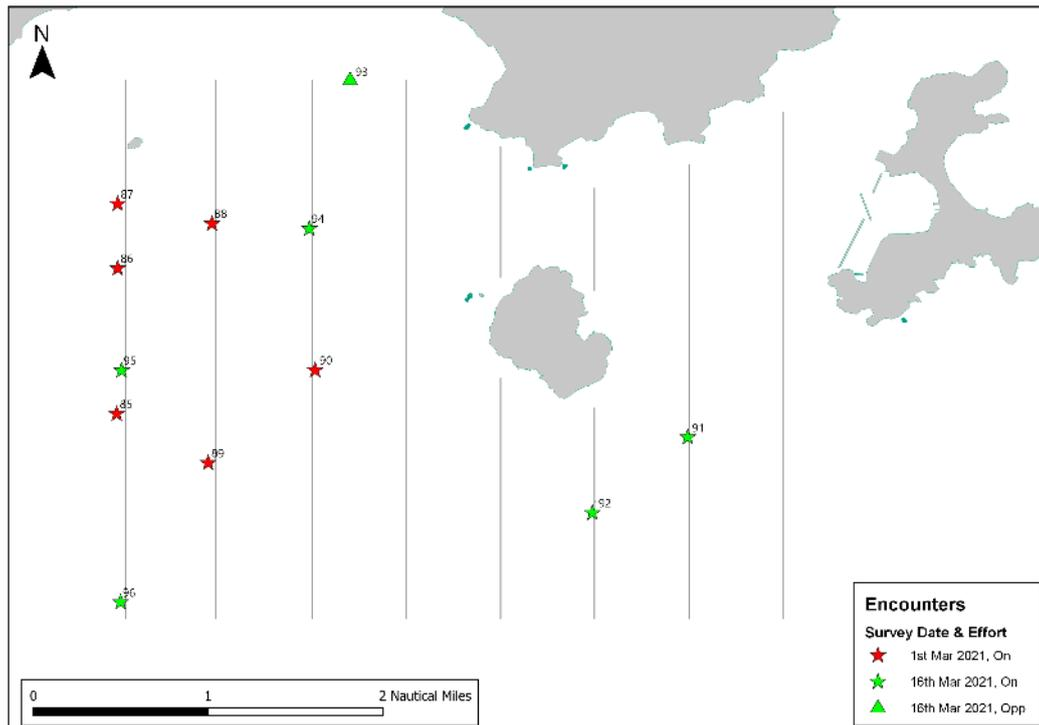 N
93
87
88
94
86
95
90
85
91
89
92
96
Encounters
Survey Date & Effort
1st Mar 2021, On
16th Mar 2021, On
16th Mar 2021, Opp
0 1 2 Nautical Miles